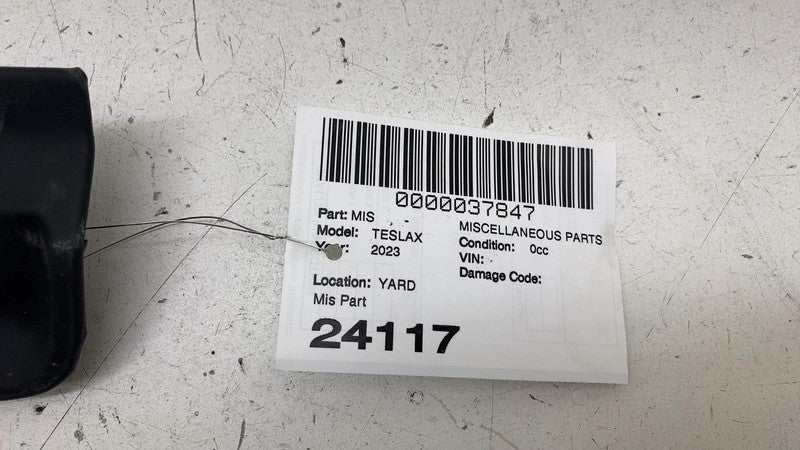 0000037847
Part: MIS
MISCELLANEOUS PARTS
Model: TESLAX
Condition: 0cc
Year: 2023
VIN: -
Damage Code:
Location: YARD
Mis Part
24117